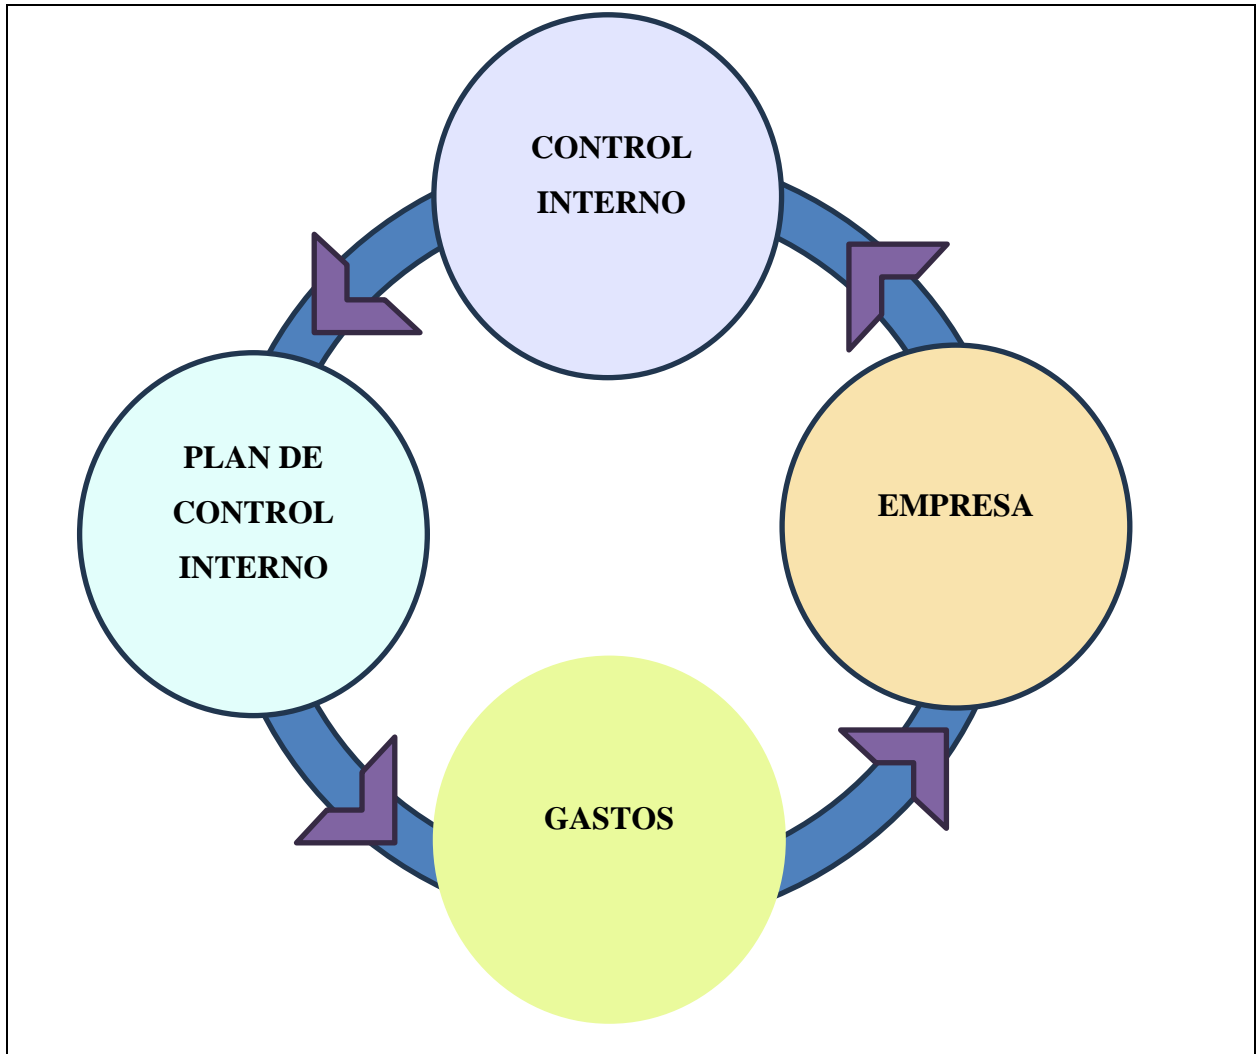 CONTROL
INTERNO
PLAN DE
CONTROL
INTERNO
EMPRESA
GASTOS